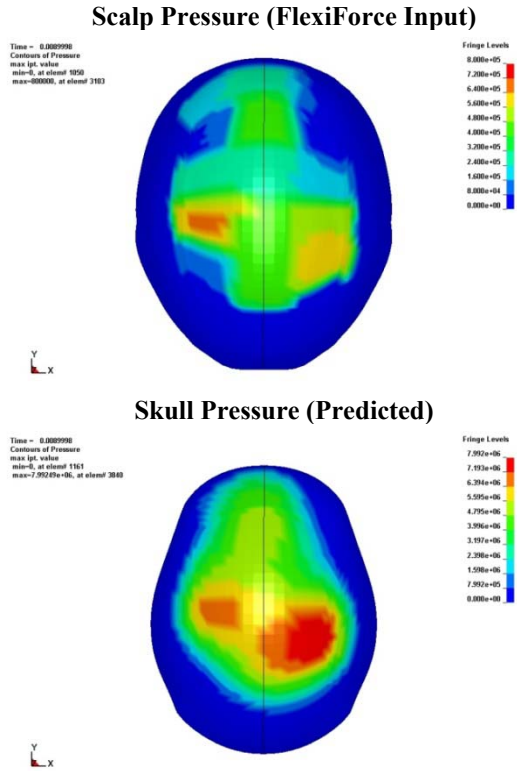 Scalp Pressure (FlexiForce Input)
Time = 0.0089998
Contours of Pressure
max ipt. value
min=0, at elem# 1050
max=800000, at elem# 3183
Fringe Levels
8.000e+05
7.200e+05
6.400e+05
5.600e+05
4.800e+05
4.000e+05
3.200e+05
2.400e+05
1.600e+05
8.000e+04
0.000e+00
Y
X
Skull Pressure (Predicted)
Time = 0.0089998
Contours of Pressure
max ipt. value
min=0, at elem# 1161
max=7.99249e+06, at elem# 3840
Fringe Levels
7.992e+06
7.193e+06
6.394e+06
5.595e+06
4.795e+06
3.996e+06
3.197e+06
2.398e+06
1.598e+06
7.992e+05
0.000e+00
Y
X